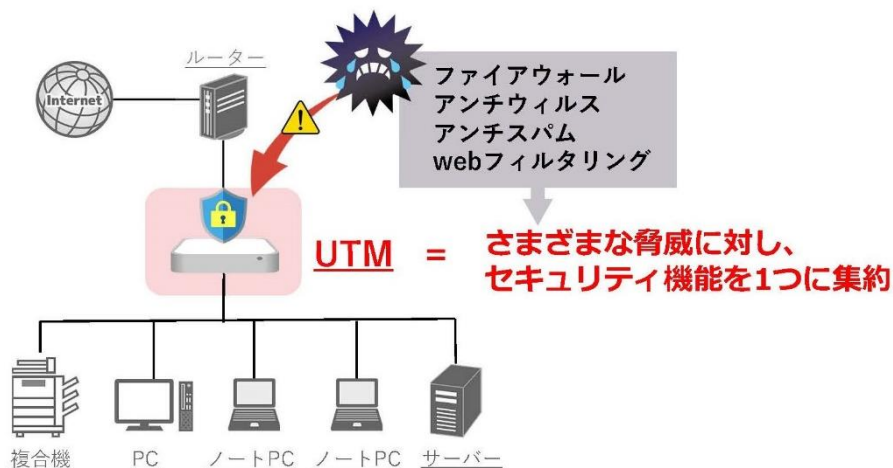 ルーター
Internet
ファイアウォール
アンチウィルス
アンチスパム
webフィルタリング
UTM = さまざまな脅威に対し、
セキュリティ機能を1つに集約
複合機 PC ノートPC ノートPC サーバー